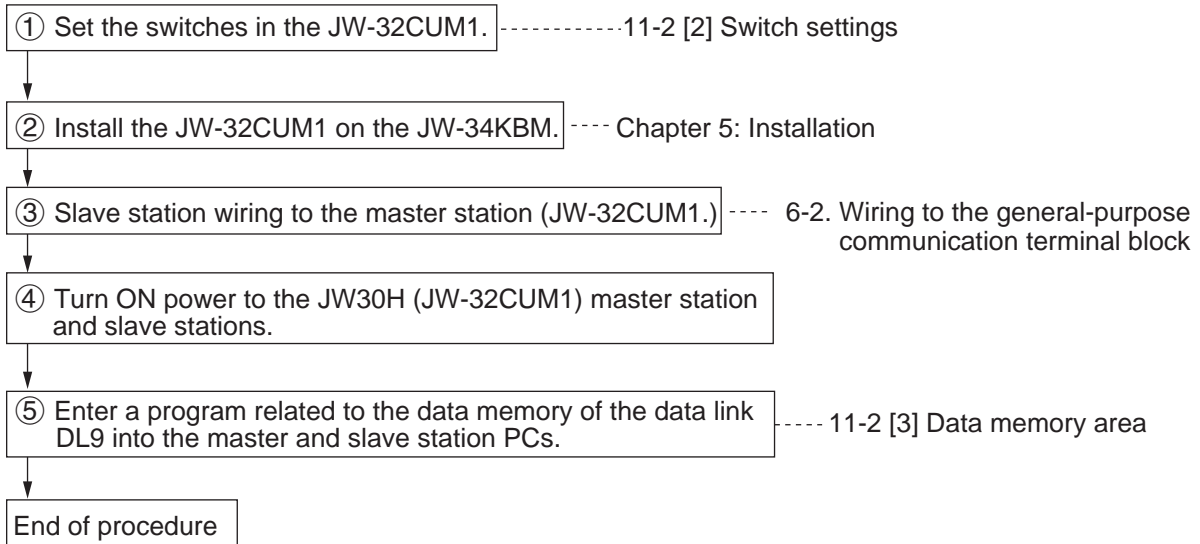 ① Set the switches in the JW-32CUM1. 11-2 [2] Switch settings
② Install the JW-32CUM1 on the JW-34KBM. Chapter 5: Installation
③ Slave station wiring to the master station (JW-32CUM1.) 6-2. Wiring to the general-purpose
communication terminal block
④ Turn ON power to the JW30H (JW-32CUM1) master station
and slave stations.
⑤ Enter a program related to the data memory of the data link
DL9 into the master and slave station PCs. 11-2 [3] Data memory area
End of procedure